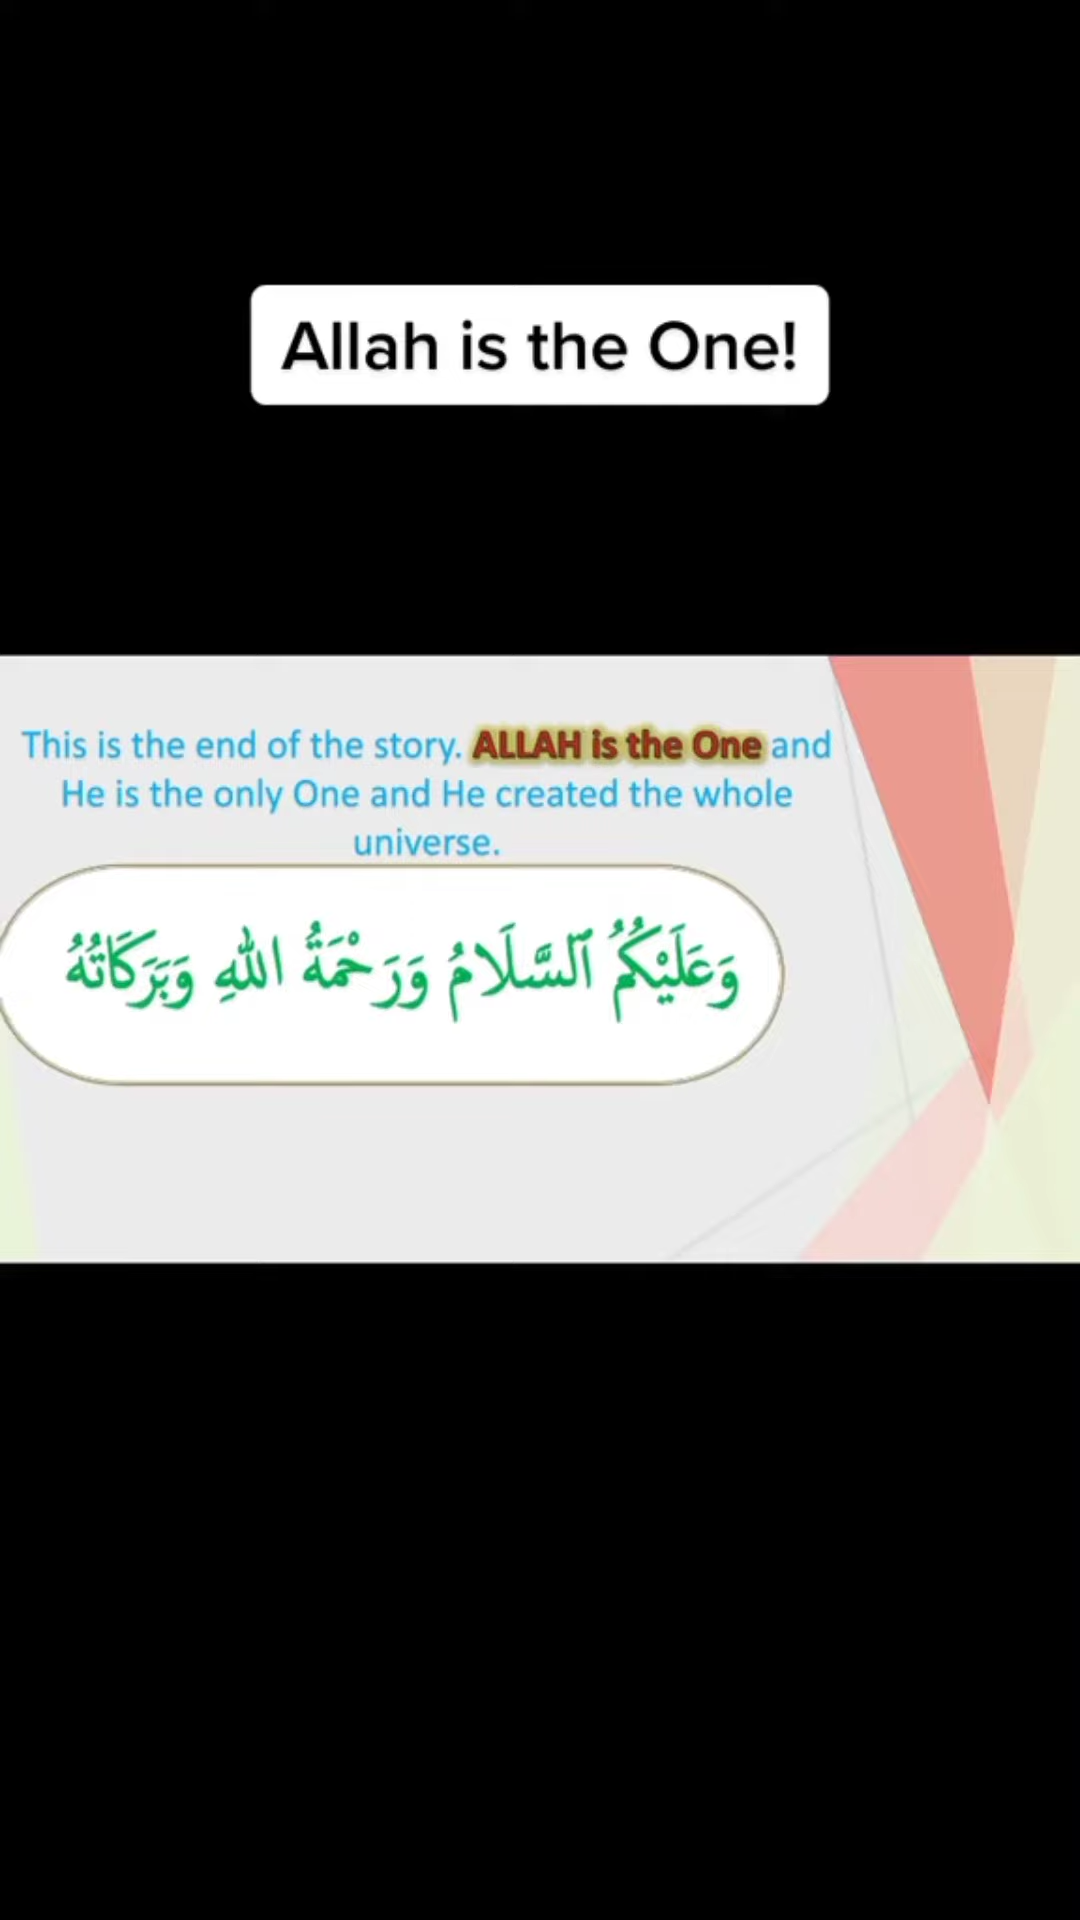 Allah is the One!
This is the end of the story. ALLAH is the One and
He is the only One and He created the whole
universe.
وَعَلَيْكُمُ ٱلسَّلَامُ وَرَحْمَةُ اللهِ وَبَرَكَاتُهُ